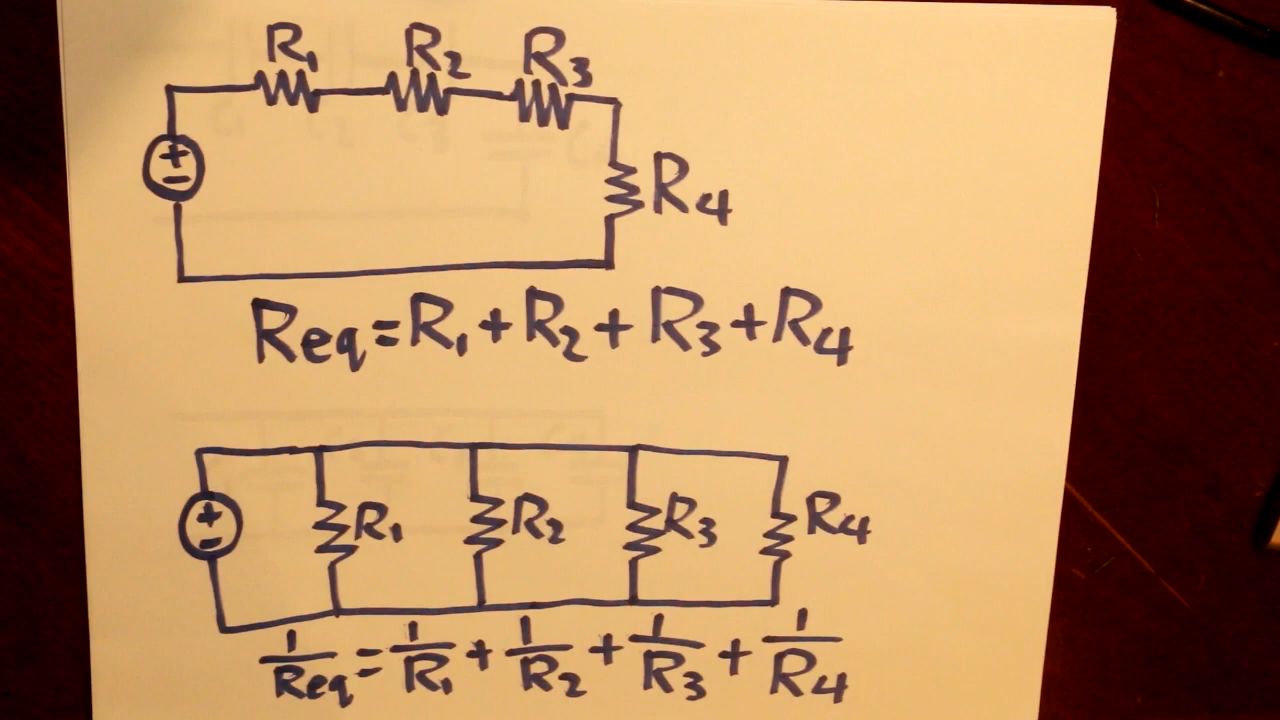 R₁ R₂ R₃
+
−
R₄
Req=R₁+R₂+R₃+R₄
+
−
R₁ R₂ R₃ R₄
1/Req=1/R₁+1/R₂+1/R₃+1/R₄